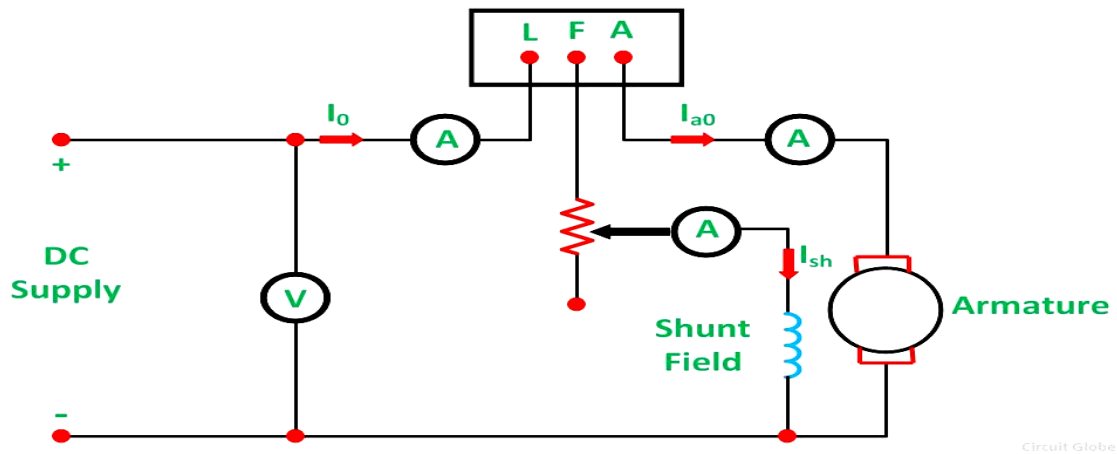 L F A
I₀
A
Iₐ₀
A
+
A
Iₛₕ
DC
Supply
V
Armature
Shunt
Field
-
Circuit Globe